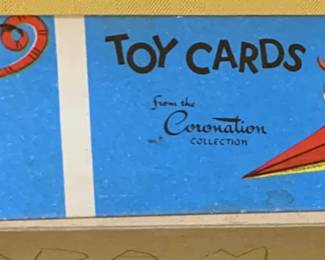 TOY CARDS
from the
Coronation
COLLECTION